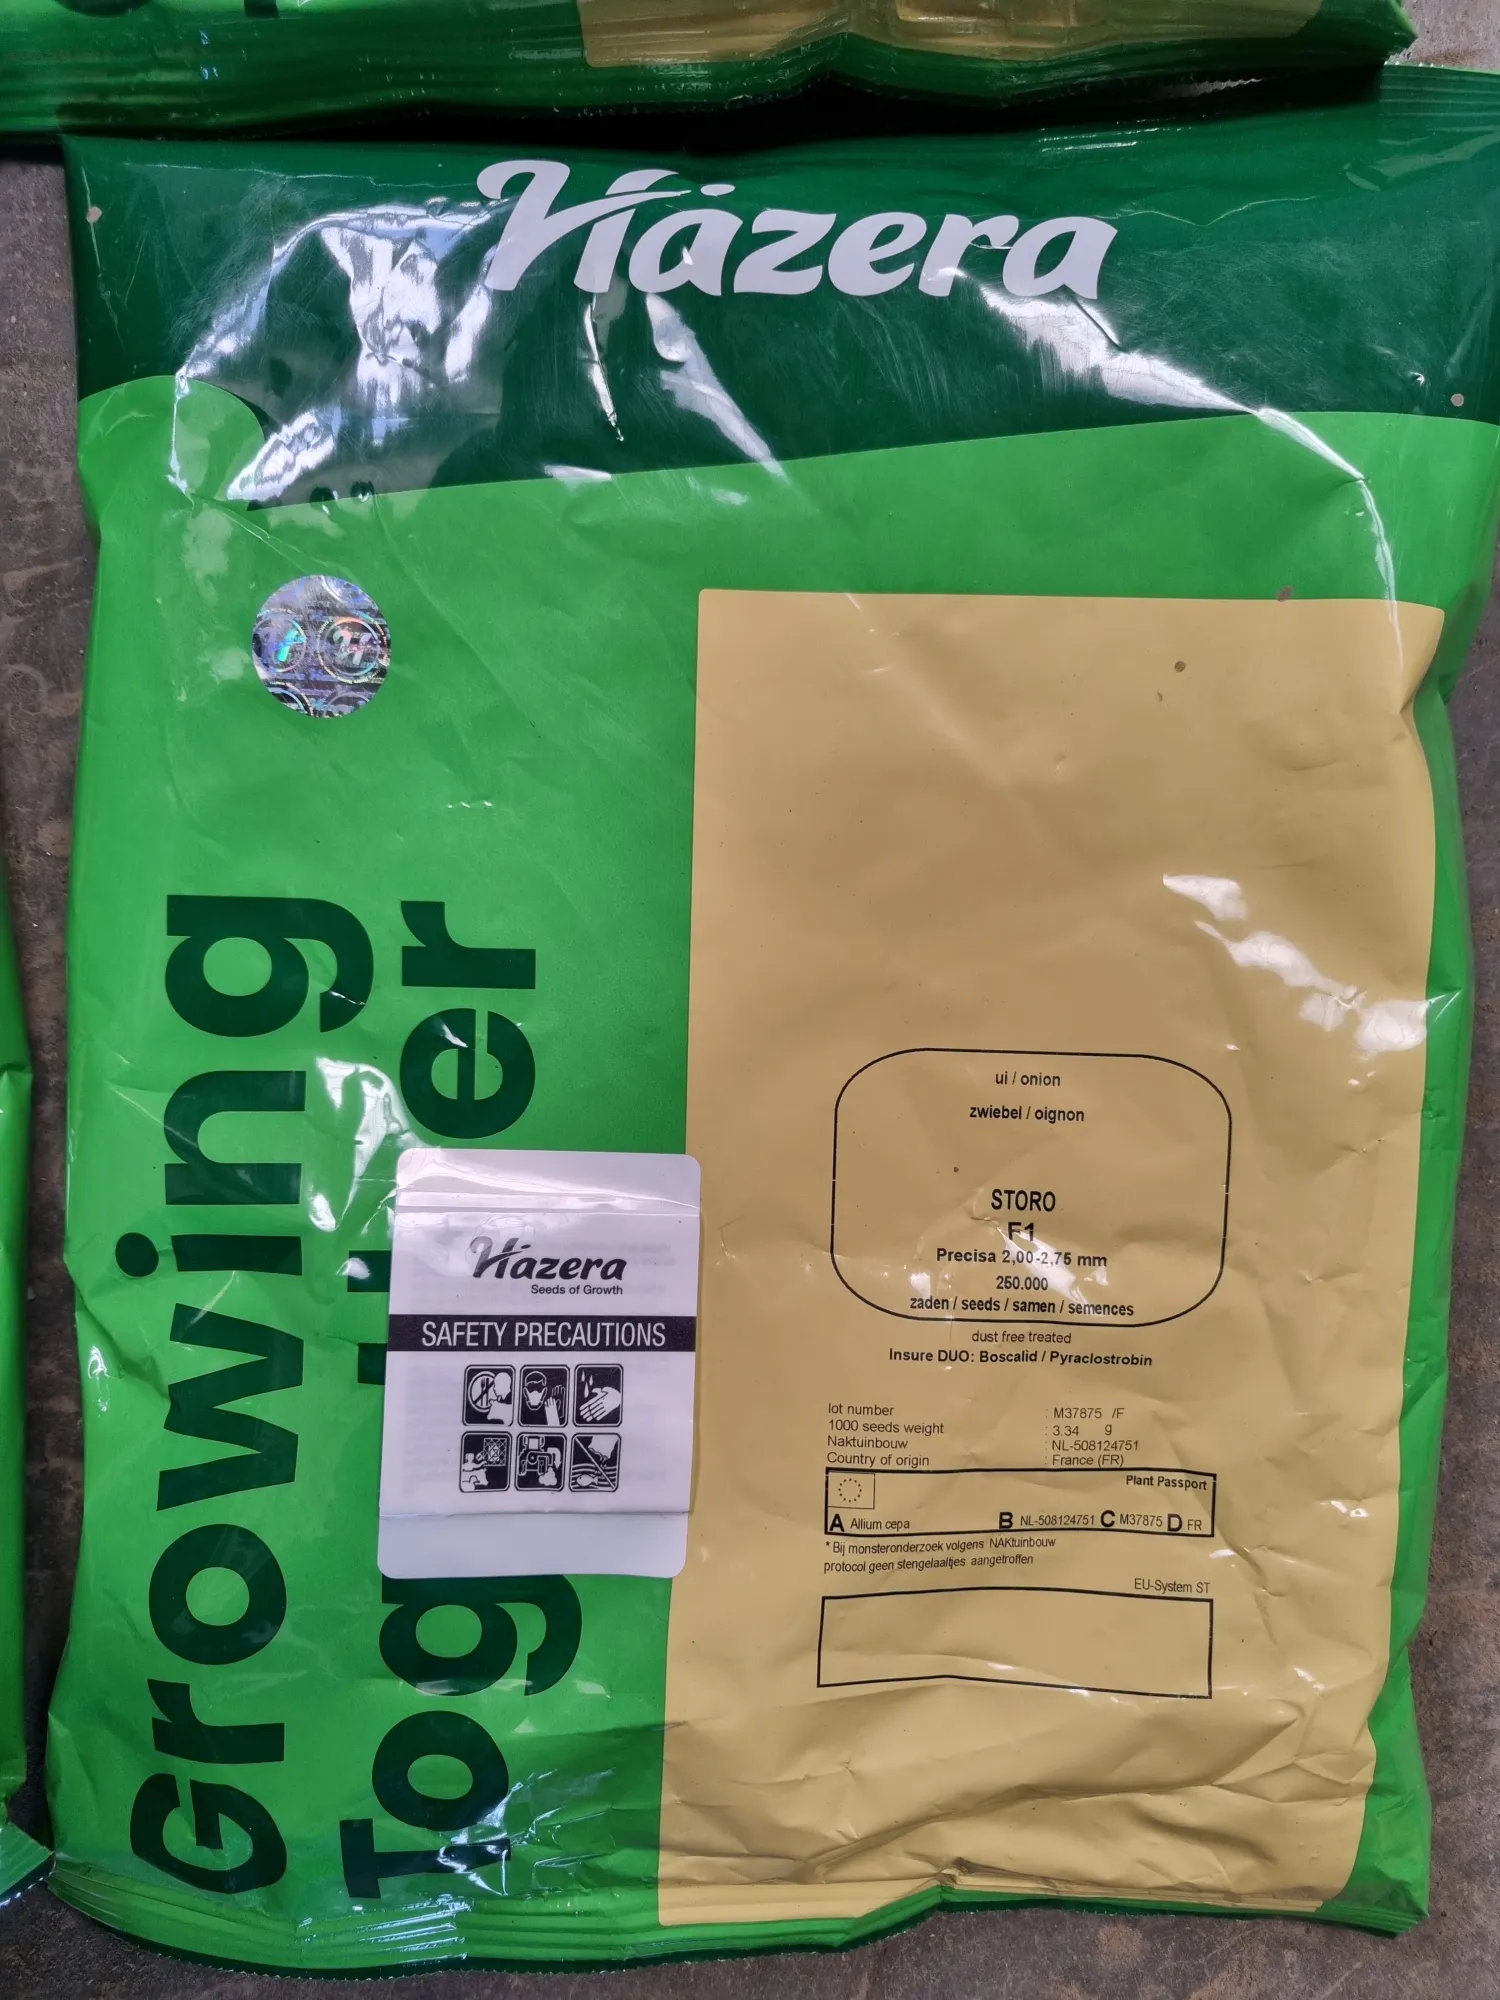 Hazera
Growing
Tog er
Hazera
Seeds of Growth
SAFETY PRECAUTIONS
ui / onion
zwiebel / oignon
STORO
F1
Precisa 2,00-2,75 mm
250.000
zaden / seeds / samen / semences
dust free treated
Insure DUO: Boscalid / Pyraclostrobin
lot number : M37875 /F
1000 seeds weight : 3.34 g
Naktuinbouw : NL-508124751
Country of origin : France (FR)
Plant Passport
A Allium cepa B NL-508124751 C M37875 D FR
* Bij monsteronderzoek volgens NAKtuinbouw
protocol geen stengelaaltjes aangetroffen
EU-System ST